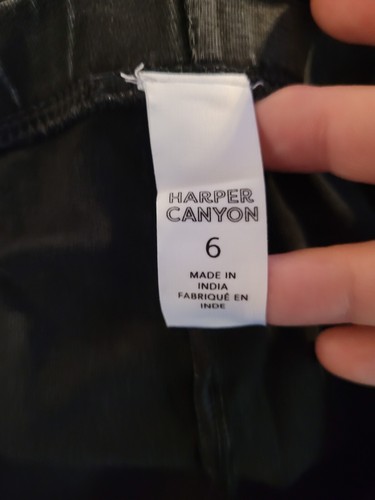 HARPER
CANYON
6
MADE IN
INDIA
FABRIQUÉ EN
INDE